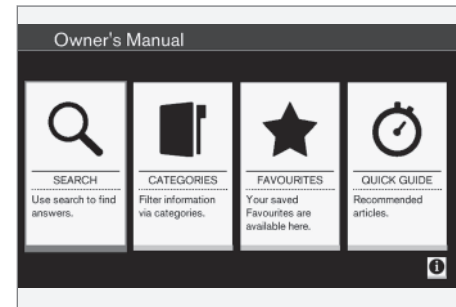 Owner's Manual
SEARCH
Use search to find
answers.
CATEGORIES
Filter information
via categories.
FAVOURITES
Your saved
Favourites are
available here.
QUICK GUIDE
Recommended
articles.